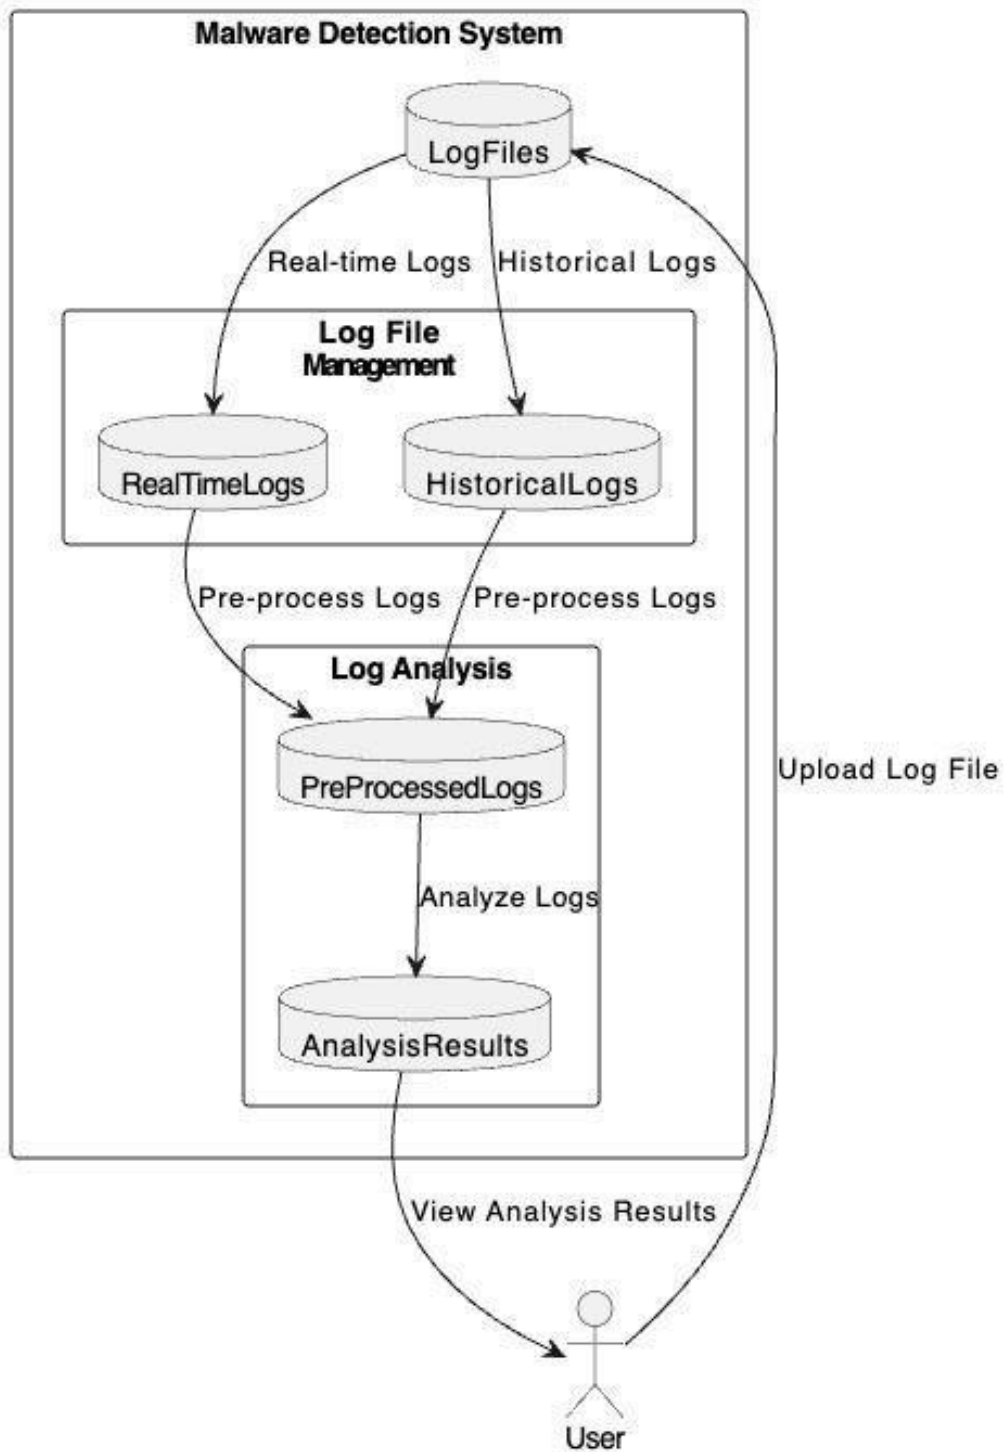 Malware Detection System
LogFiles
Real-time Logs
Historical Logs
Log File
Management
RealTimeLogs
HistoricalLogs
Pre-process Logs
Pre-process Logs
Log Analysis
PreProcessedLogs
Upload Log File
Analyze Logs
AnalysisResults
View Analysis Results
User